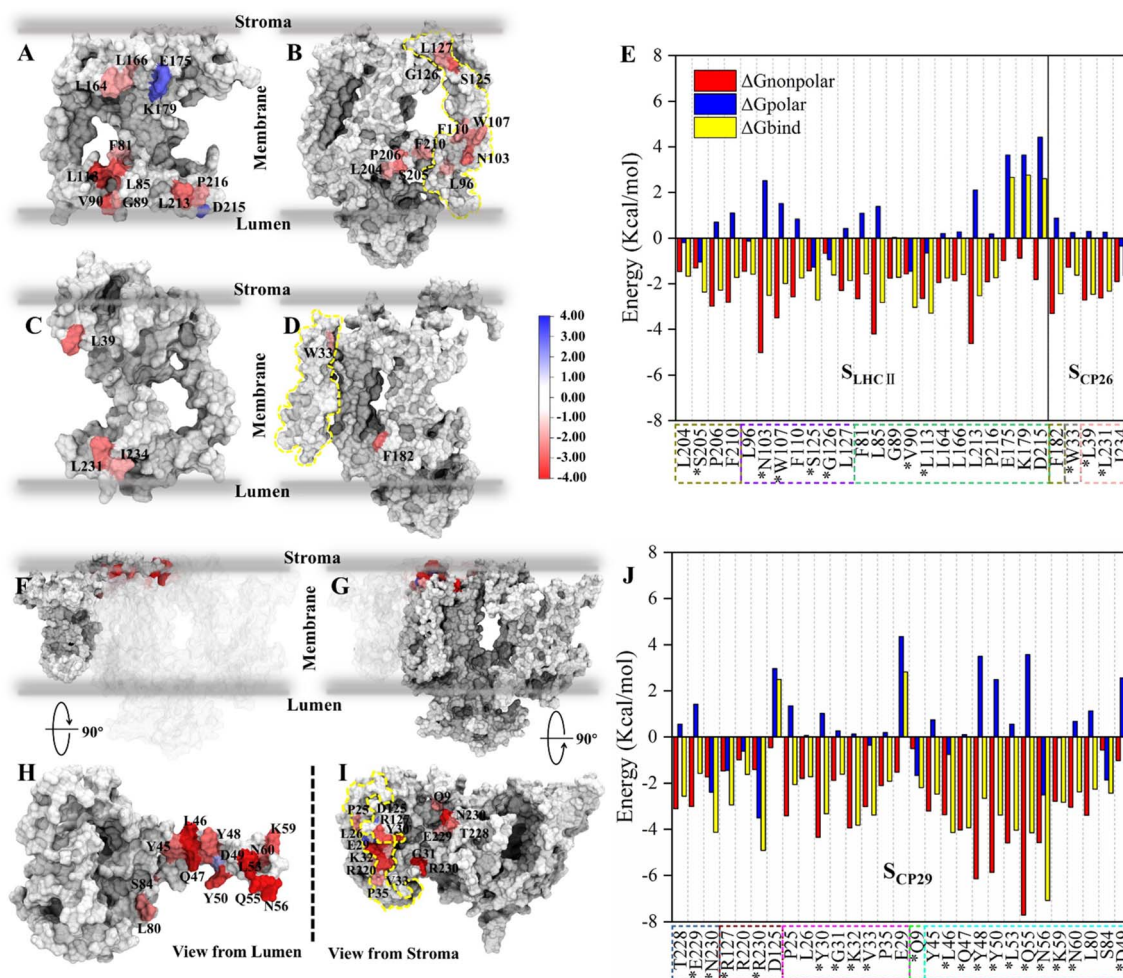 Stroma
A
L166
E175
L164
K179
F81
L113
L85
P216
V90
G89
L213
D215
Membrane
Lumen
B
L127
G126
S125
F110
W107
P206
F210
N103
L204
S205
L96
Stroma
C
L39
L231
I234
Membrane
Lumen
D
W33
F182
4.00
3.00
2.00
1.00
0.00
-1.00
-2.00
-3.00
-4.00
E
8
6
4
2
0
-2
-4
-6
-8
Energy (Kcal/mol)
ΔGnonpolar
ΔGpolar
ΔGbind
S LHCⅡ
S CP26
L204
*S205
P206
F210
L96
*N103
*W107
F110
*S125
*G126
L127
F81
L85
G89
*V90
*L113
L164
L166
L213
P216
E175
K179
D215
F182
*W33
*L39
*L231
I234
Stroma
F
G
Membrane
Lumen
90°
90°
H
L46
Y48
K59
Y45
D49
N60
L53
S84
Q47
Y50
Q55
N56
L80
View from Lumen
I
Q9
P25
D125
N230
R127
L26
Y30
E229
T228
E29
K32
G31
R220
V33
R230
P35
View from Stroma
J
8
6
4
2
0
-2
-4
-6
-8
Energy (Kcal/mol)
S CP29
T228
*E229
*N230
*R127
R220
*R230
D125
P25
L26
*Y30
*G31
*K32
*V33
P35
E29
*Q9
Y45
*L46
*Q47
*Y48
*Y50
*L53
*Q55
*N56
*K59
*N60
L80
S84
*D49